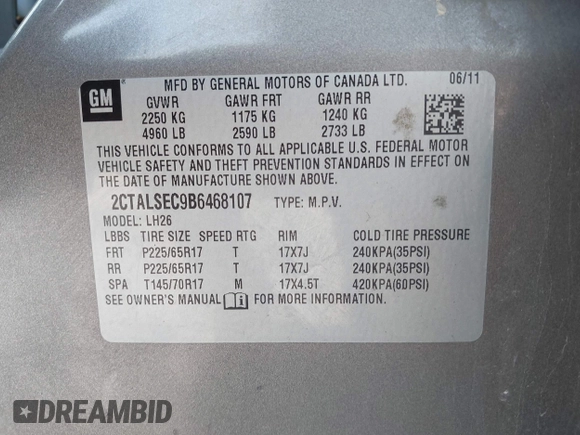 GM
MFD BY GENERAL MOTORS OF CANADA LTD. 06/11
GVWR GAWR FRT GAWR RR
2250 KG 1175 KG 1240 KG
4960 LB 2590 LB 2733 LB
THIS VEHICLE CONFORMS TO ALL APPLICABLE U.S. FEDERAL MOTOR
VEHICLE SAFETY AND THEFT PREVENTION STANDARDS IN EFFECT ON
THE DATE OF MANUFACTURE SHOWN ABOVE.
2CTALSEC9B6468107 TYPE: M.P.V.
MODEL: LH26
LBBS TIRE SIZE SPEED RTG RIM COLD TIRE PRESSURE
FRT P225/65R17 T 17X7J 240KPA(35PSI)
RR P225/65R17 T 17X7J 240KPA(35PSI)
SPA T145/70R17 M 17X4.5T 420KPA(60PSI)
SEE OWNER'S MANUAL FOR MORE INFORMATION.
DREAMBID